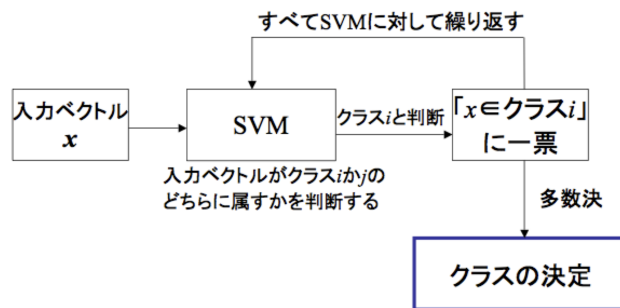 すべてSVMに対して繰り返す
入力ベクトル
x
SVM
クラスiと判断
「x∈クラスi」
に一票
入力ベクトルがクラスiかjの
どちらに属すかを判断する
多数決
クラスの決定